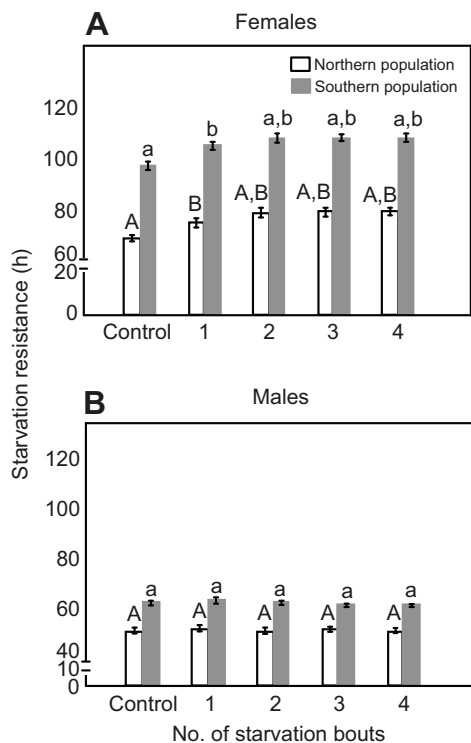 A Females
Northern population
Southern population
120
100
80
60
20
0
a b a,b a,b a,b
A B A,B A,B A,B
Control 1 2 3 4
Starvation resistance (h)
B Males
120
100
80
60
40
10
0
a a a a a
A A A A A
Control 1 2 3 4
No. of starvation bouts